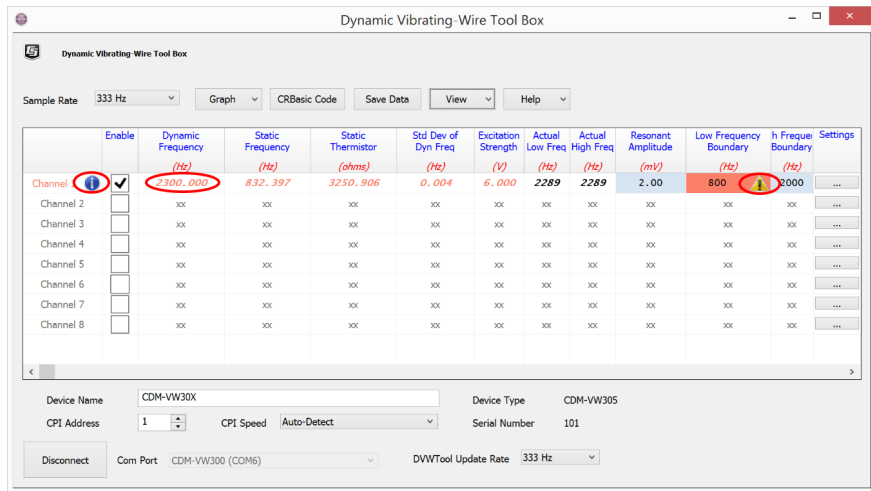 Dynamic Vibrating-Wire Tool Box
Dynamic Vibrating-Wire Tool Box
Sample Rate 333 Hz Graph CRBasic Code Save Data View Help
Enable Dynamic Frequency Static Frequency Static Thermistor Std Dev of Dyn Freq Excitation Strength Actual Low Freq Actual High Freq Resonant Amplitude Low Frequency Boundary h Freque Boundary Settings
(Hz) (Hz) (ohms) (Hz) (V) (Hz) (Hz) (mV) (Hz) (Hz)
Channel 2300.000 832.397 3250.906 0.004 6.000 2289 2289 2.00 800 2000 ...
Channel 2 xx xx xx xx xx xx xx xx xx xx ...
Channel 3 xx xx xx xx xx xx xx xx xx xx ...
Channel 4 xx xx xx xx xx xx xx xx xx xx ...
Channel 5 xx xx xx xx xx xx xx xx xx xx ...
Channel 6 xx xx xx xx xx xx xx xx xx xx ...
Channel 7 xx xx xx xx xx xx xx xx xx xx ...
Channel 8 xx xx xx xx xx xx xx xx xx xx ...
Device Name CDM-VW30X Device Type CDM-VW305
CPI Address 1 CPI Speed Auto-Detect Serial Number 101
Disconnect Com Port CDM-VW300 (COM6) DVWTool Update Rate 333 Hz